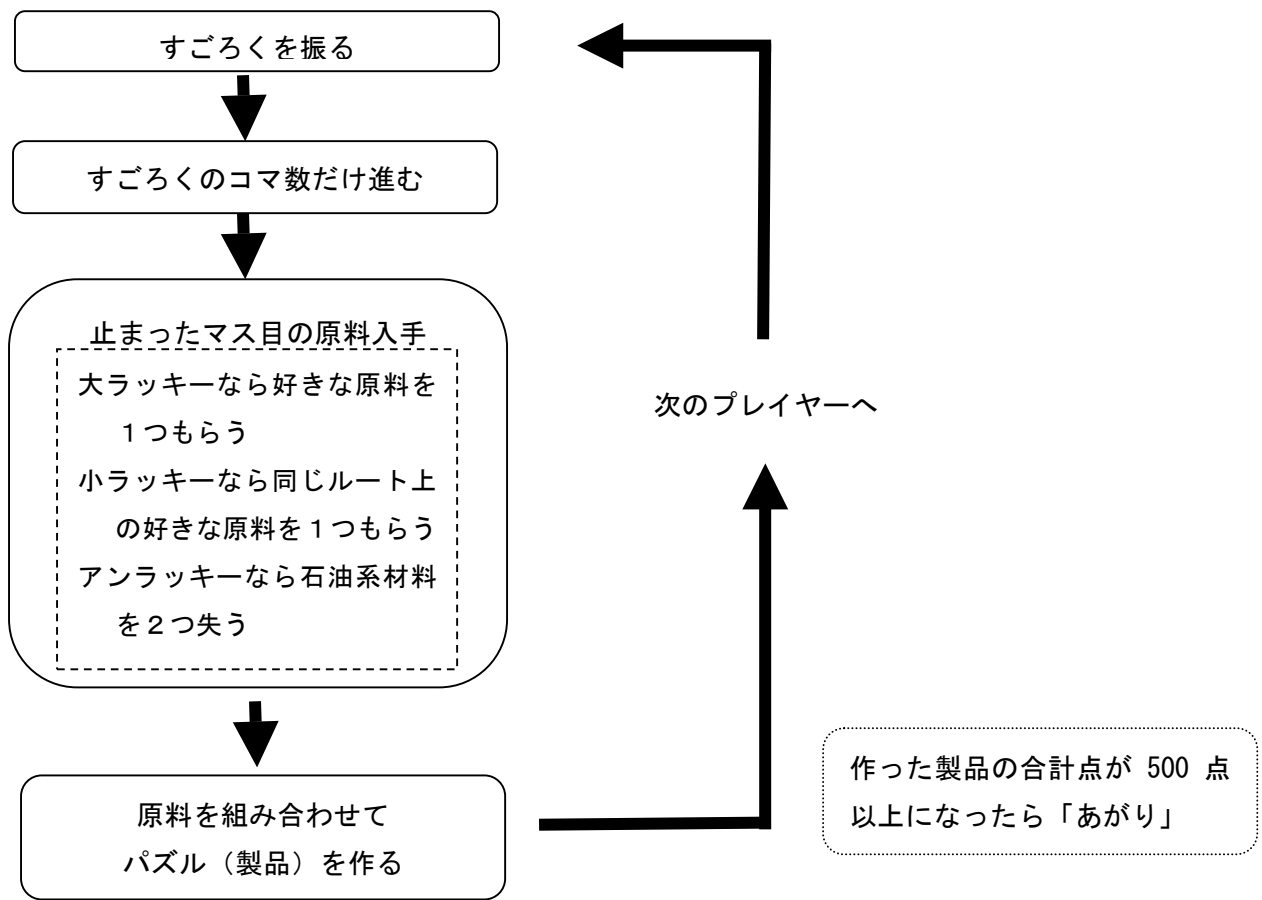 すごろくを振る
すごろくのコマ数だけ進む
止まったマス目の原料入手
大ラッキーなら好きな原料を
１つもらう
小ラッキーなら同じルート上
の好きな原料を１つもらう
アンラッキーなら石油系材料
を２つ失う
原料を組み合わせて
パズル（製品）を作る
次のプレイヤーへ
作った製品の合計点が 500 点
以上になったら「あがり」